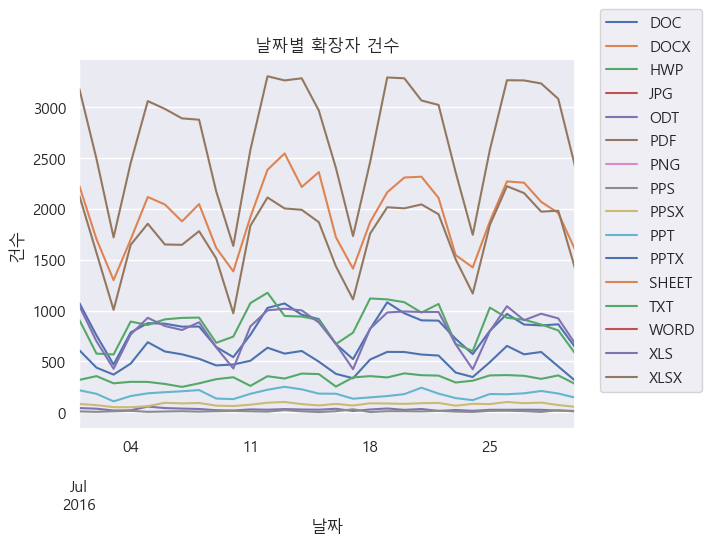 날짜별 확장자 건수
건수
3000
2500
2000
1500
1000
500
0
04
11
18
25
Jul
2016
날짜
DOC
DOCX
HWP
JPG
ODT
PDF
PNG
PPS
PPSX
PPT
PPTX
SHEET
TXT
WORD
XLS
XLSX